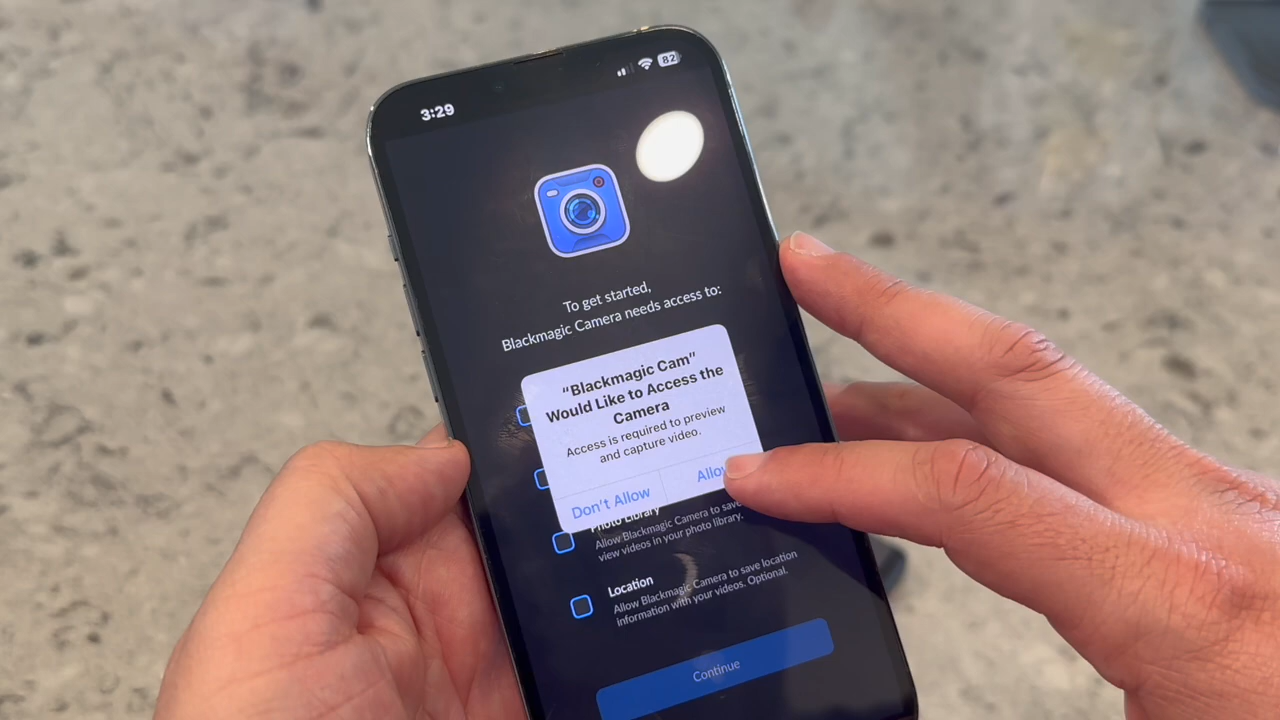 3:29
82
To get started,
Blackmagic Camera needs access to:
"Blackmagic Cam"
Would Like to Access the
Camera
Access is required to preview
and capture video.
Don't Allow
Allow
Photo Library
Allow Blackmagic Camera to save
view videos in your photo library.
Location
Allow Blackmagic Camera to save location
information with your videos. Optional.
Continue